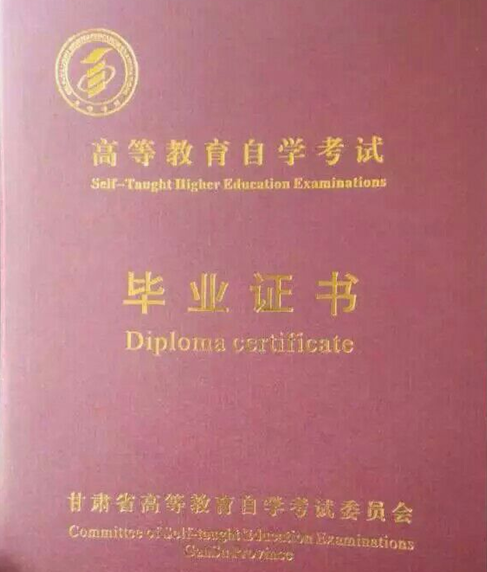 高等教育自学考试
Self-Taught Higher Education Examinations
毕业证书
Diploma certificate
甘肃省高等教育自学考试委员会
Committee of Self-taught Education Examinations
GanSu Province